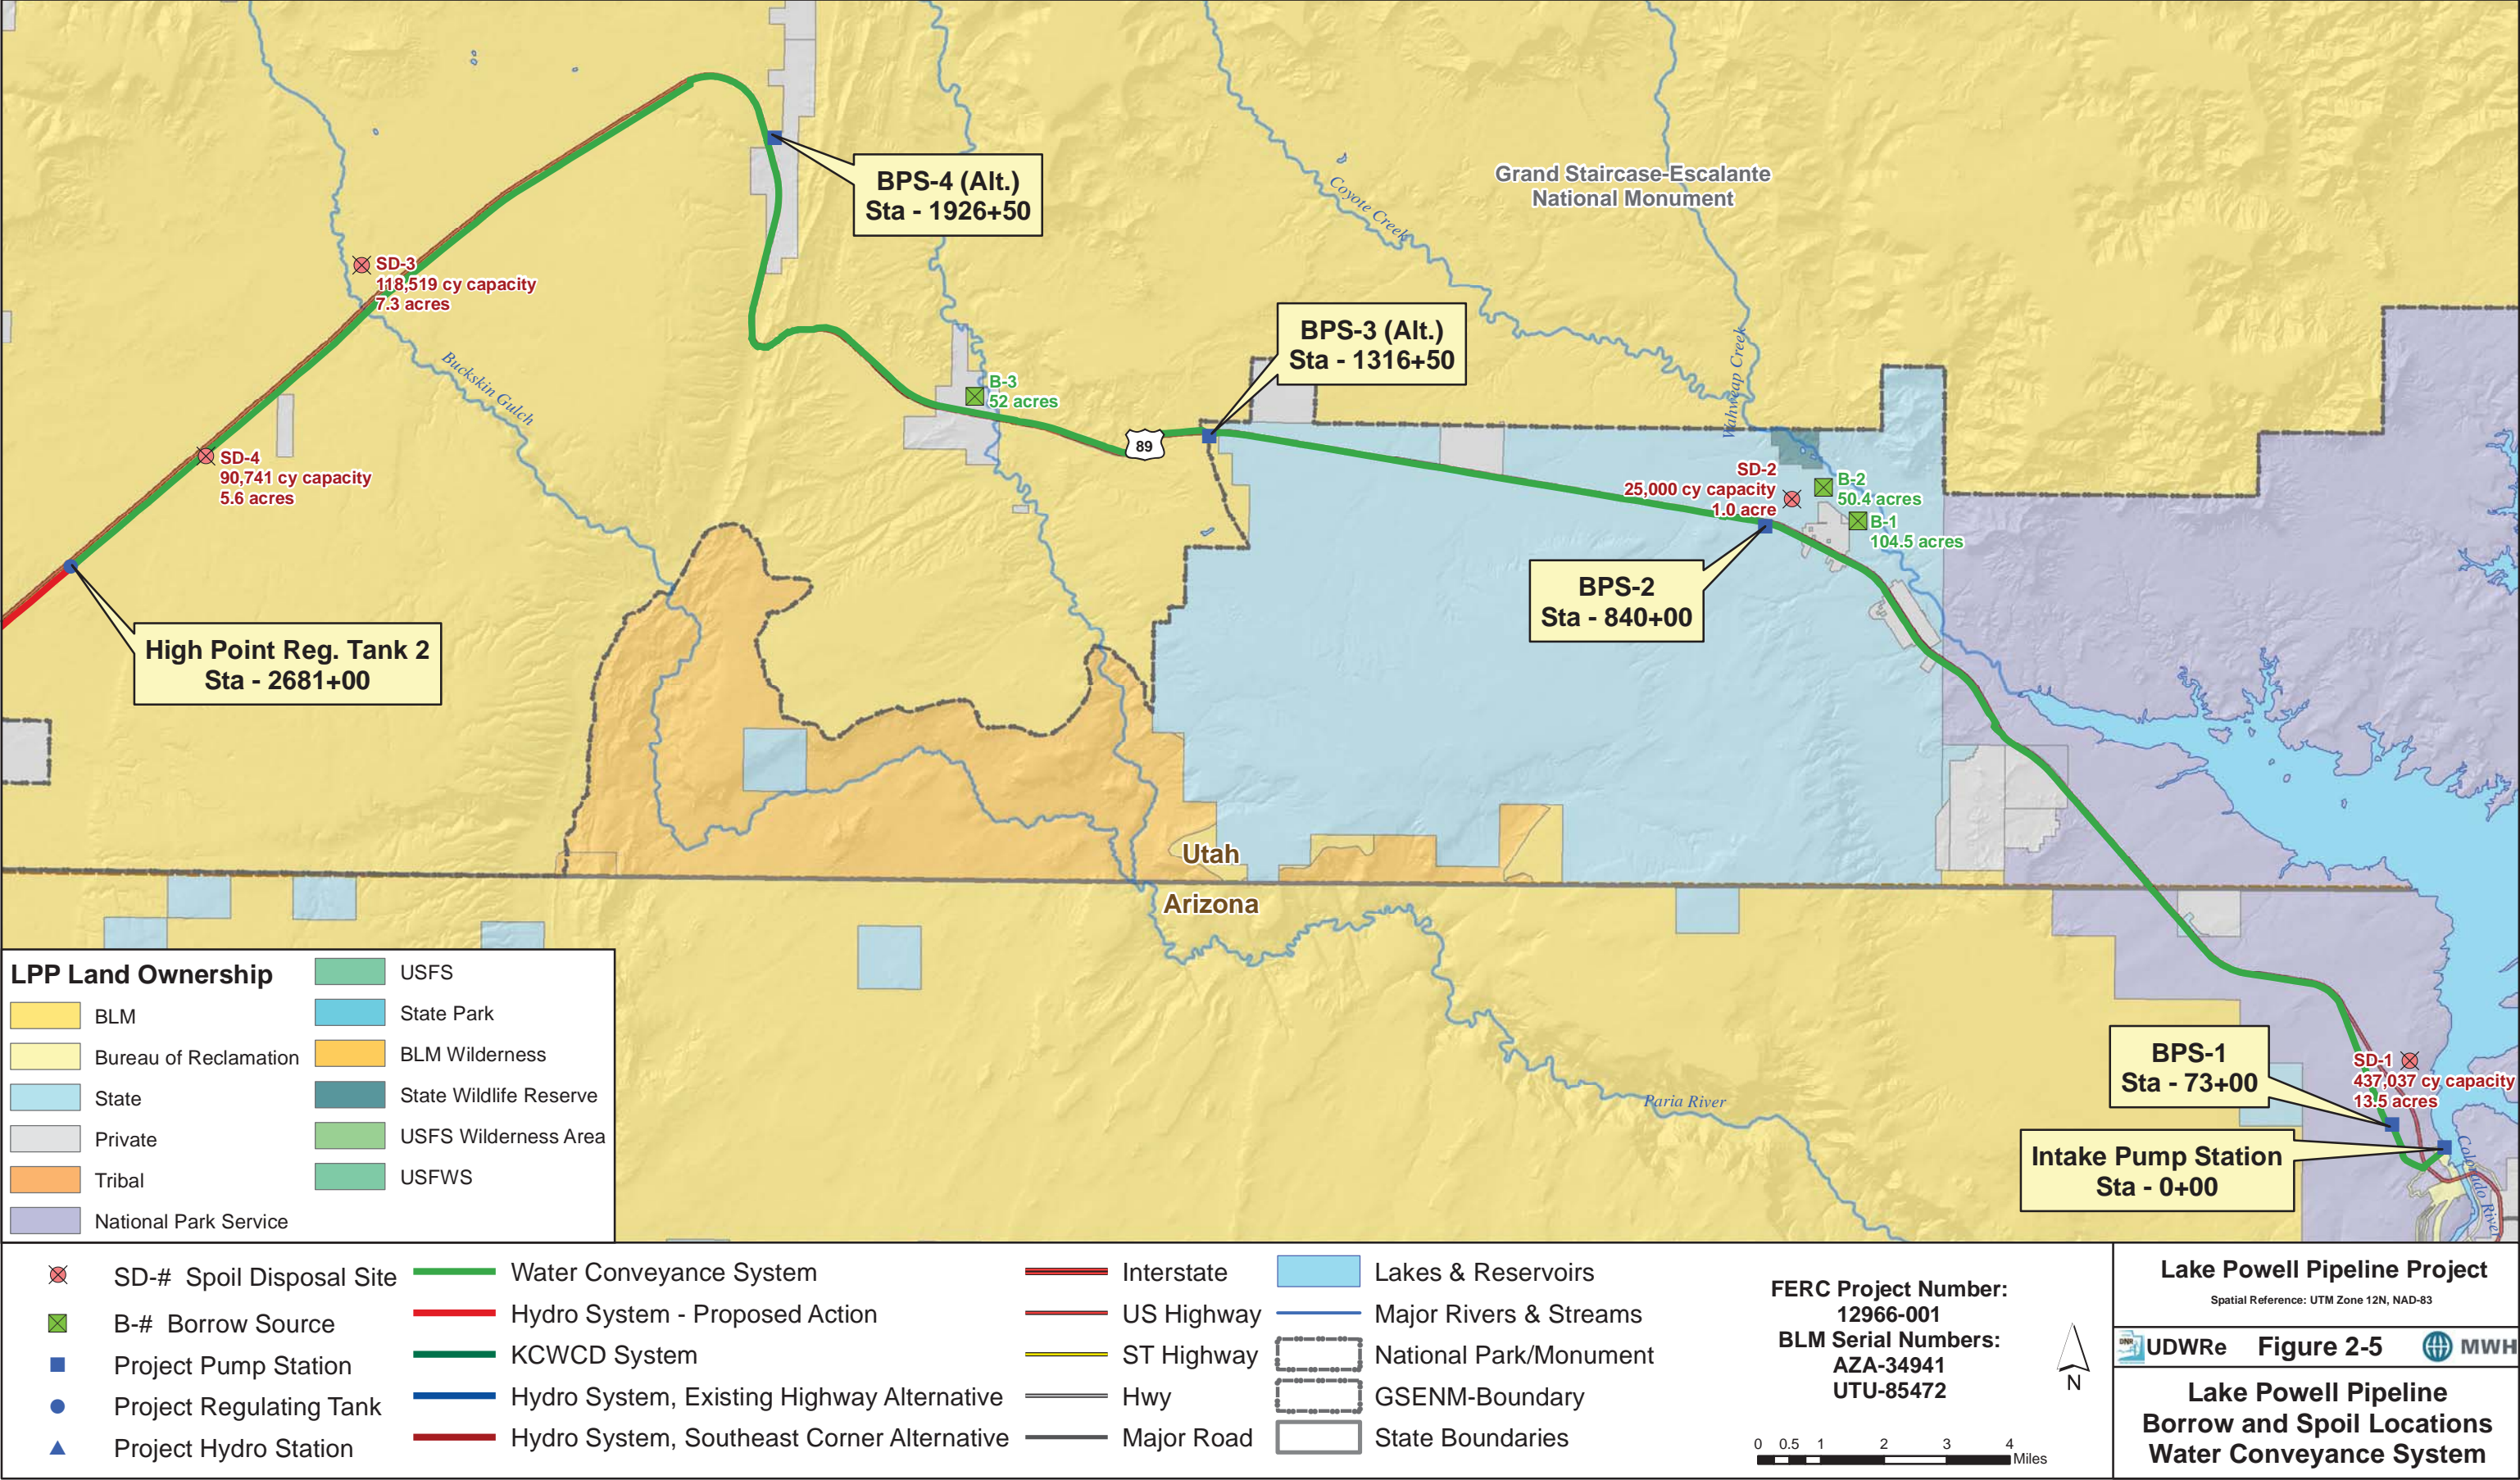 Grand Staircase-Escalante
National Monument
Coyote Creek
Wahweap Creek
BPS-4 (Alt.)
Sta - 1926+50
SD-3
118,519 cy capacity
7.3 acres
Buckskin Gulch
BPS-3 (Alt.)
Sta - 1316+50
B-3
52 acres
89
SD-4
90,741 cy capacity
5.6 acres
SD-2
25,000 cy capacity
1.0 acre
B-2
50.4 acres
B-1
104.5 acres
BPS-2
Sta - 840+00
High Point Reg. Tank 2
Sta - 2681+00
Utah
Arizona
Paria River
BPS-1
Sta - 73+00
SD-1
437,037 cy capacity
13.5 acres
Intake Pump Station
Sta - 0+00
Colorado River
LPP Land Ownership
BLM
Bureau of Reclamation
State
Private
Tribal
National Park Service
USFS
State Park
BLM Wilderness
State Wildlife Reserve
USFS Wilderness Area
USFWS
SD-# Spoil Disposal Site
B-# Borrow Source
Project Pump Station
Project Regulating Tank
Project Hydro Station
Water Conveyance System
Hydro System - Proposed Action
KCWCD System
Hydro System, Existing Highway Alternative
Hydro System, Southeast Corner Alternative
Interstate
US Highway
ST Highway
Hwy
Major Road
Lakes & Reservoirs
Major Rivers & Streams
National Park/Monument
GSENM-Boundary
State Boundaries
FERC Project Number:
12966-001
BLM Serial Numbers:
AZA-34941
UTU-85472
N
0 0.5 1 2 3 4
Miles
Lake Powell Pipeline Project
Spatial Reference: UTM Zone 12N, NAD-83
DNR UDWRe Figure 2-5 MWH
Lake Powell Pipeline
Borrow and Spoil Locations
Water Conveyance System